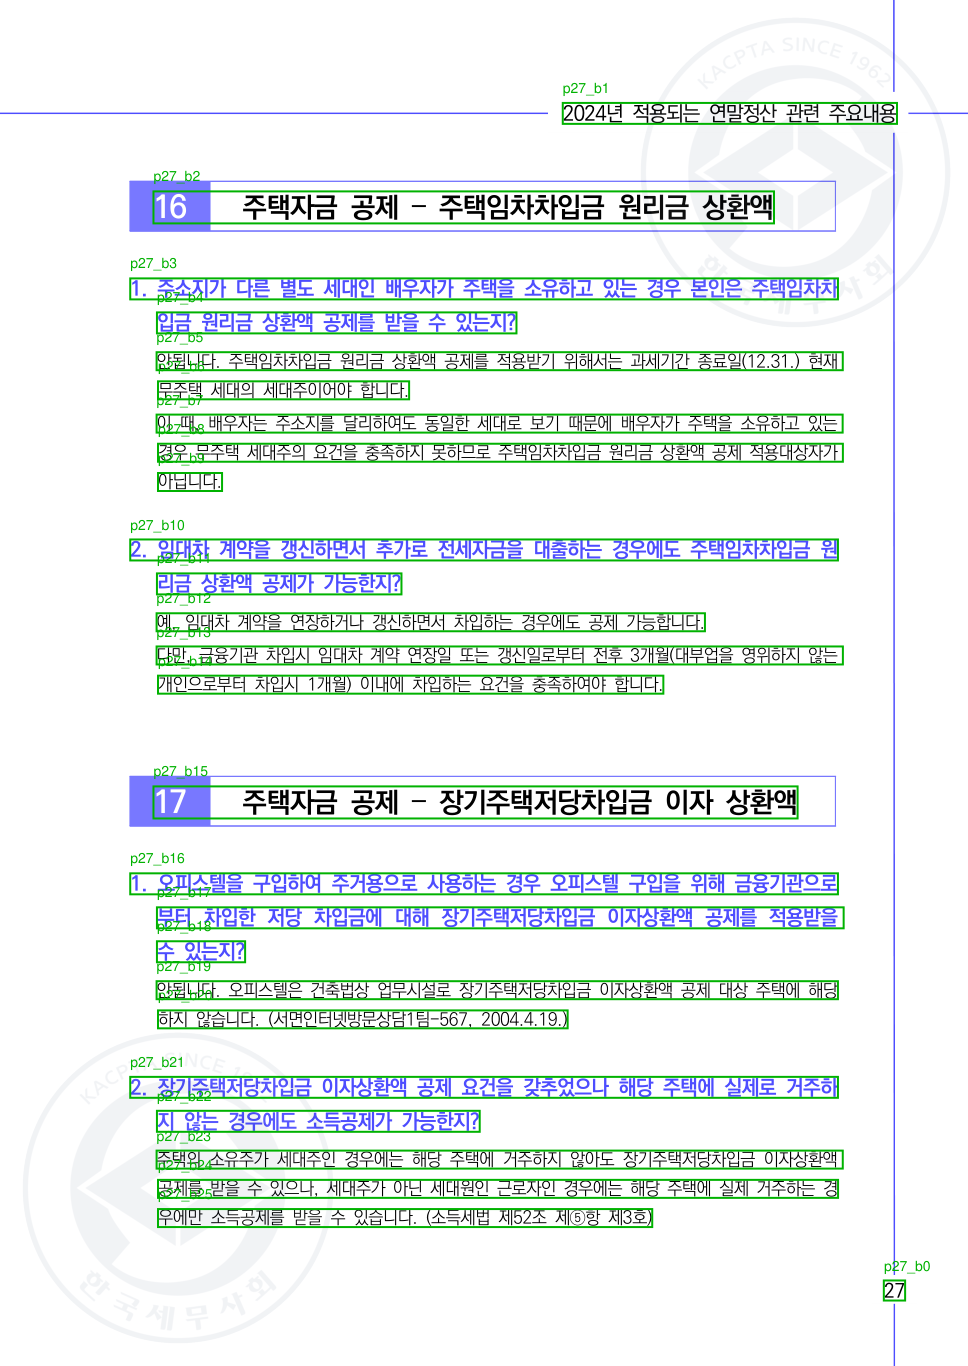 KACPTA SINCE 1962
p27_b1
2024년 적용되는 연말정산 관련 주요내용
p27_b2
16 주택자금 공제 - 주택임차차입금 원리금 상환액
p27_b3
1. 주소지가 다른 별도 세대인 배우자가 주택을 소유하고 있는 경우 본인은 주택임차차
p27_b4
입금 원리금 상환액 공제를 받을 수 있는지?
p27_b5
안됩니다. 주택임차차입금 원리금 상환액 공제를 적용받기 위해서는 과세기간 종료일(12.31.) 현재
p27_b6
무주택 세대의 세대주이어야 합니다.
p27_b7
이 때, 배우자는 주소지를 달리하여도 동일한 세대로 보기 때문에 배우자가 주택을 소유하고 있는
p27_b8
경우 무주택 세대주의 요건을 충족하지 못하므로 주택임차차입금 원리금 상환액 공제 적용대상자가
p27_b9
아닙니다.
p27_b10
2. 임대차 계약을 갱신하면서 추가로 전세자금을 대출하는 경우에도 주택임차차입금 원
p27_b11
리금 상환액 공제가 가능한지?
p27_b12
예. 임대차 계약을 연장하거나 갱신하면서 차입하는 경우에도 공제 가능합니다.
p27_b13
다만, 금융기관 차입시 임대차 계약 연장일 또는 갱신일로부터 전후 3개월(대부업을 영위하지 않는
p27_b14
개인으로부터 차입시 1개월) 이내에 차입하는 요건을 충족하여야 합니다.
p27_b15
17 주택자금 공제 - 장기주택저당차입금 이자 상환액
p27_b16
1. 오피스텔을 구입하여 주거용으로 사용하는 경우 오피스텔 구입을 위해 금융기관으로
p27_b17
부터 차입한 저당 차입금에 대해 장기주택저당차입금 이자상환액 공제를 적용받을
p27_b18
수 있는지?
p27_b19
안됩니다. 오피스텔은 건축법상 업무시설로 장기주택저당차입금 이자상환액 공제 대상 주택에 해당
p27_b20
하지 않습니다. (서면인터넷방문상담1팀-567, 2004.4.19.)
p27_b21
2. 장기주택저당차입금 이자상환액 공제 요건을 갖추었으나 해당 주택에 실제로 거주하
p27_b22
지 않는 경우에도 소득공제가 가능한지?
p27_b23
주택의 소유주가 세대주인 경우에는 해당 주택에 거주하지 않아도 장기주택저당차입금 이자상환액
p27_b24
공제를 받을 수 있으나, 세대주가 아닌 세대원인 근로자인 경우에는 해당 주택에 실제 거주하는 경
p27_b25
우에만 소득공제를 받을 수 있습니다. (소득세법 제52조 제⑤항 제3호)
한국세무사회
p27_b0
27